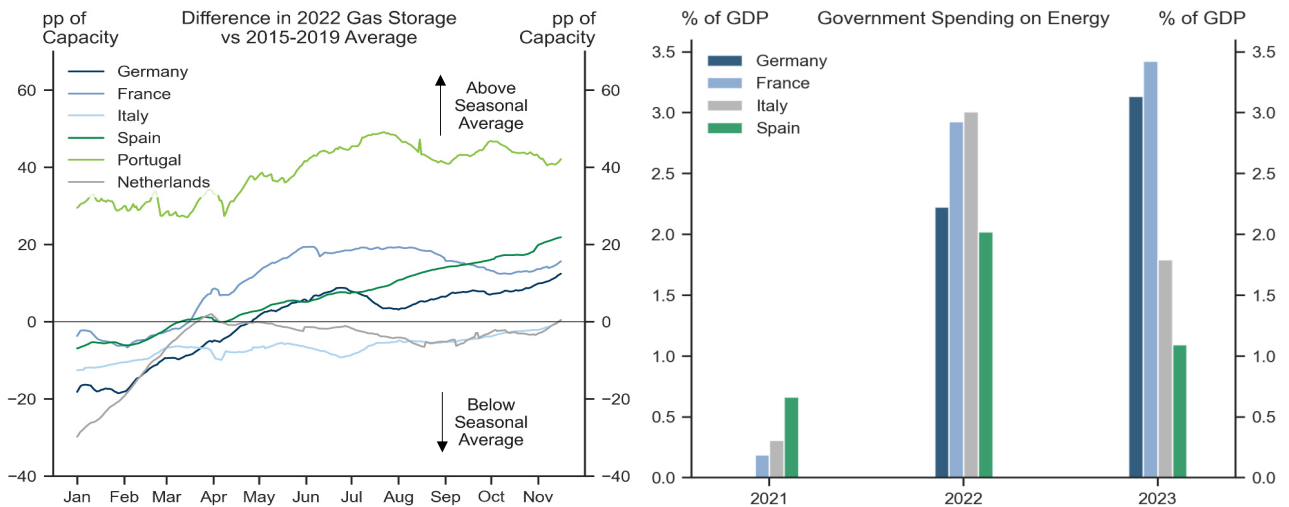 pp of
Capacity
Difference in 2022 Gas Storage
vs 2015-2019 Average
pp of
Capacity
Germany
France
Italy
Spain
Portugal
Netherlands
Above
Seasonal
Average
Below
Seasonal
Average
60
40
20
0
−20
−40
60
40
20
0
−20
−40
Jan Feb Mar Apr May Jun Jul Aug Sep Oct Nov
% of GDP
Government Spending on Energy
% of GDP
Germany
France
Italy
Spain
3.5
3.0
2.5
2.0
1.5
1.0
0.5
0.0
3.5
3.0
2.5
2.0
1.5
1.0
0.5
0.0
2021 2022 2023